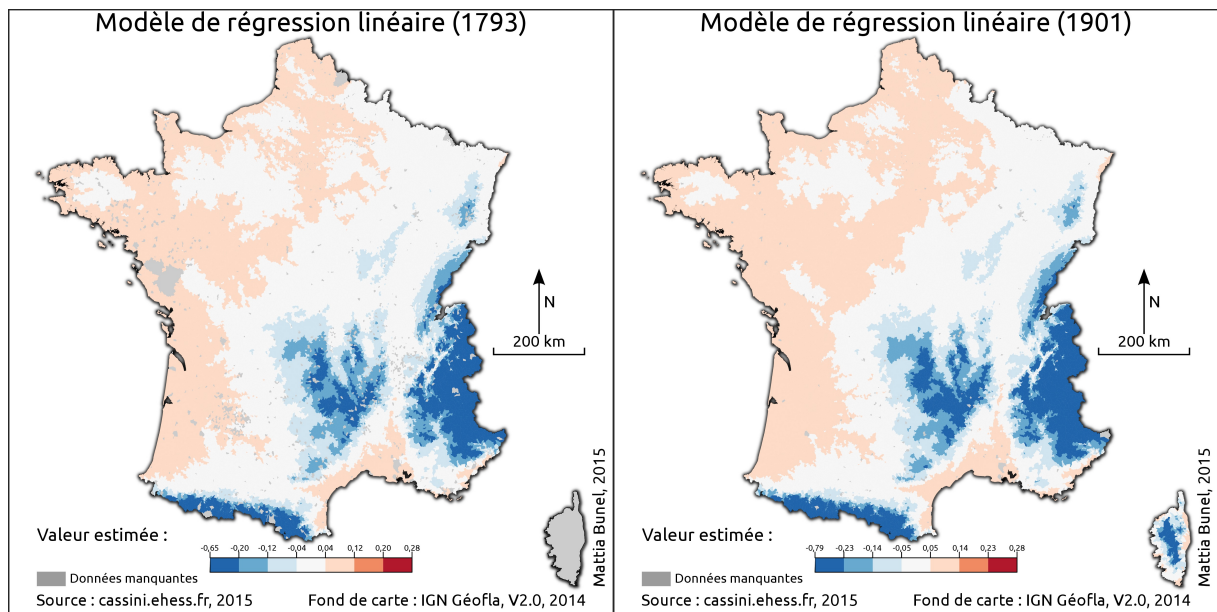 Modèle de régression linéaire (1793)
N
200 km
Mattia Bunel, 2015
Valeur estimée :
-0,65 -0,20 -0,12 -0,04 0,04 0,12 0,20 0,28
Données manquantes
Source : cassini.ehess.fr, 2015 Fond de carte : IGN Géofla, V2.0, 2014
Modèle de régression linéaire (1901)
N
200 km
Mattia Bunel, 2015
Valeur estimée :
-0,79 -0,23 -0,14 -0,05 0,05 0,14 0,23 0,28
Données manquantes
Source : cassini.ehess.fr, 2015 Fond de carte : IGN Géofla, V2.0, 2014